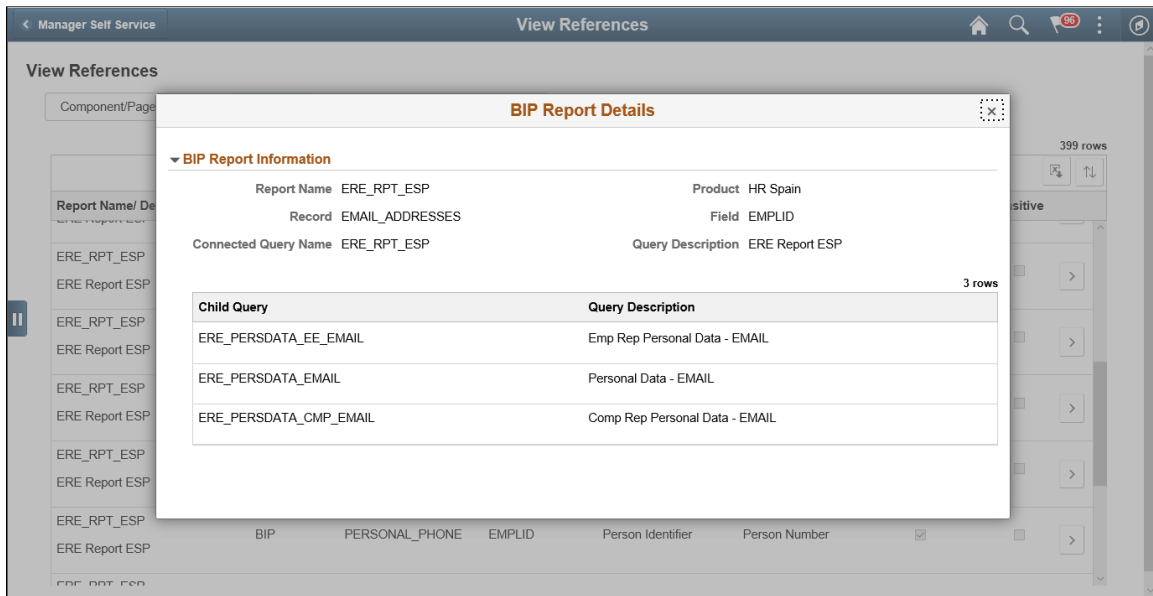 Manager Self Service
View References
96
View References
Component/Page
BIP Report Details
399 rows
BIP Report Information
Report Name ERE_RPT_ESP Product HR Spain
Record EMAIL_ADDRESSES Field EMPLID
Connected Query Name ERE_RPT_ESP Query Description ERE Report ESP
3 rows
Child Query Query Description
ERE_PERSDATA_EE_EMAIL Emp Rep Personal Data - EMAIL
ERE_PERSDATA_EMAIL Personal Data - EMAIL
ERE_PERSDATA_CMP_EMAIL Comp Rep Personal Data - EMAIL
Report Name/ De sitive
ERE Report ESP
ERE_RPT_ESP
ERE Report ESP
ERE_RPT_ESP
ERE Report ESP
ERE_RPT_ESP
ERE Report ESP
ERE_RPT_ESP
ERE Report ESP
ERE_RPT_ESP
BIP PERSONAL_PHONE EMPLID Person Identifier Person Number
ERE Report ESP
ERE_RPT_ESP